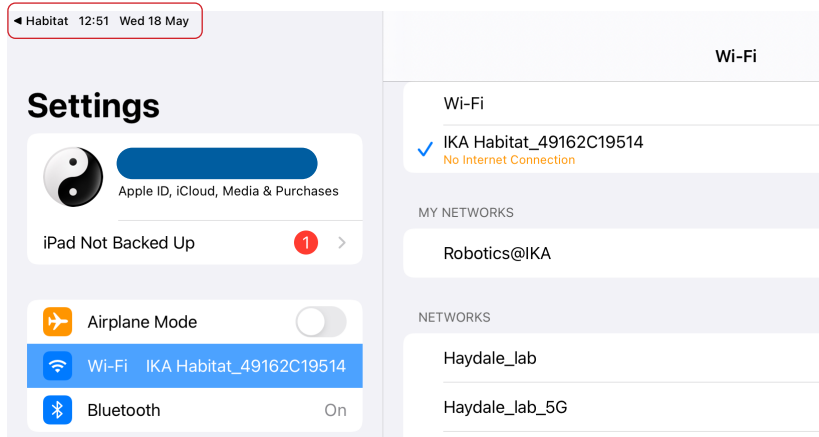 ◀ Habitat 12:51 Wed 18 May
Settings
Apple ID, iCloud, Media & Purchases
iPad Not Backed Up 1
Airplane Mode
Wi-Fi IKA Habitat_49162C19514
Bluetooth On
Wi-Fi
Wi-Fi
IKA Habitat_49162C19514
No Internet Connection
MY NETWORKS
Robotics@IKA
NETWORKS
Haydale_lab
Haydale_lab_5G